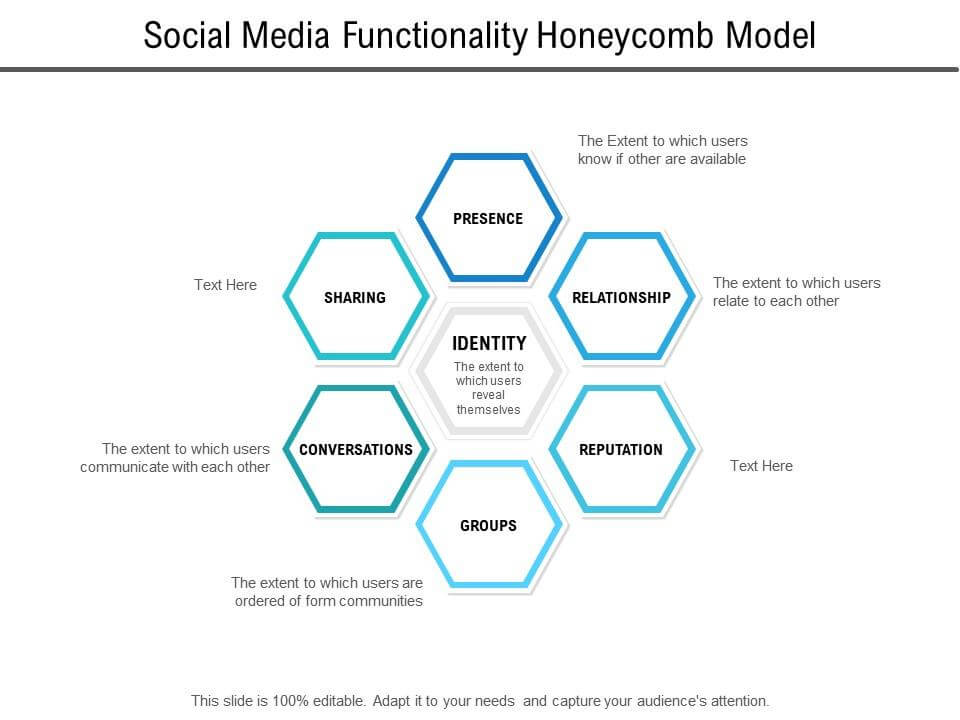 Social Media Functionality Honeycomb Model
The Extent to which users
know if other are available
PRESENCE
Text Here
SHARING
RELATIONSHIP
The extent to which users
relate to each other
IDENTITY
The extent to
which users
reveal
themselves
The extent to which users
communicate with each other
CONVERSATIONS
REPUTATION
Text Here
GROUPS
The extent to which users are
ordered of form communities
This slide is 100% editable. Adapt it to your needs and capture your audience's attention.